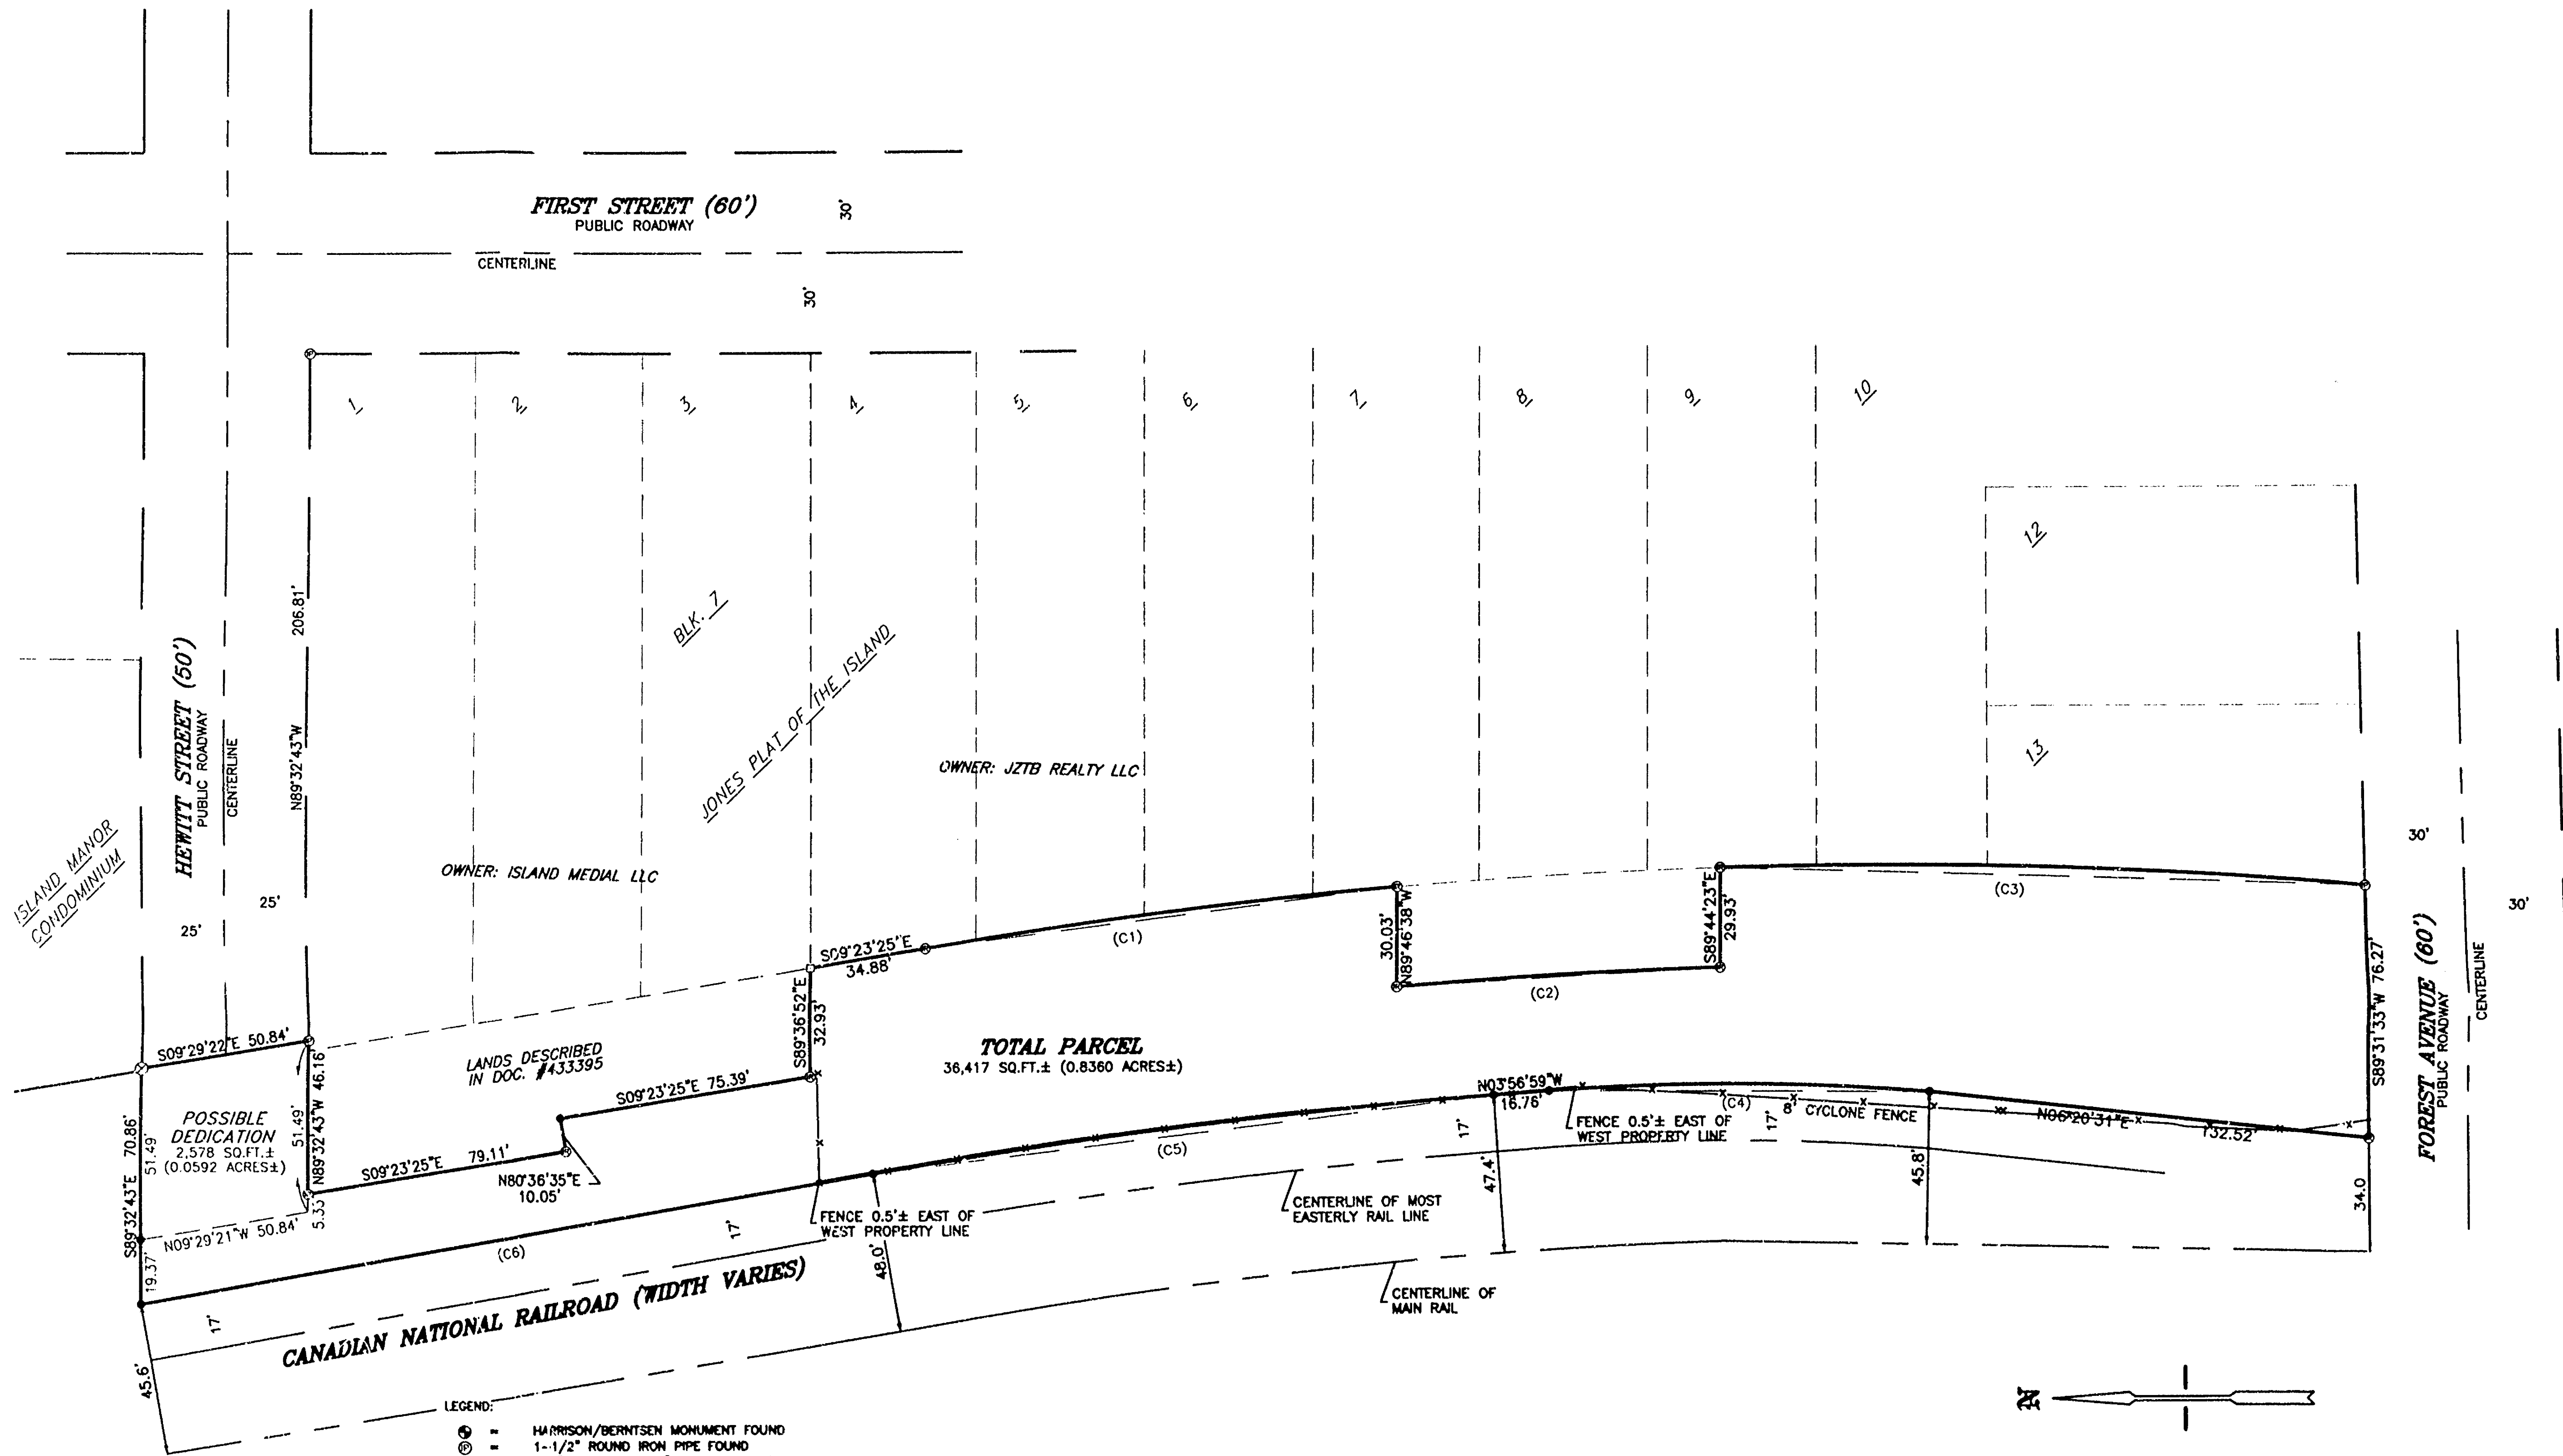 FIRST STREET (60')
PUBLIC ROADWAY
30'
CENTERLINE
30'
1
2
3
4
5
6
7
8
9
10
12
13
HEWITT STREET (50')
PUBLIC ROADWAY
CENTERLINE
N89°32'43"W 206.81'
25'
25'
ISLAND MANOR
CONDOMINIUM
BLK. 7
JONES PLAT OF THE ISLAND
OWNER: JZTB REALTY LLC
OWNER: ISLAND MEDIAL LLC
S09°29'22"E 50.84'
LANDS DESCRIBED
IN DOC. #433395
S09°23'25"E 75.39'
S89°36'52"E
32.93'
S09°23'25"E
34.88'
(C1)
30.03'
N89°46'38"W
(C2)
S89°44'23"E
29.93'
(C3)
TOTAL PARCEL
36,417 SQ.FT.± (0.8360 ACRES±)
POSSIBLE
DEDICATION
2,578 SQ.FT.±
(0.0592 ACRES±)
S89°32'43"E 70.86'
51.49'
19.37'
51.49'
N89°32'43"W 46.16'
5.33'
S09°23'25"E 79.11'
N80°36'35"E
10.05'
N09°29'21"W 50.84'
(C6)
17'
17'
45.6'
CANADIAN NATIONAL RAILROAD (WIDTH VARIES)
FENCE 0.5'± EAST OF
WEST PROPERTY LINE
48.0'
(C5)
CENTERLINE OF MOST
EASTERLY RAIL LINE
CENTERLINE OF
MAIN RAIL
N03°56'59"W
16.76'
17'
47.4'
FENCE 0.5'± EAST OF
WEST PROPERTY LINE
(C4)
17'
8' CYCLONE FENCE
45.8'
N06°20'31"E 132.52'
34.0
S89°31'33"W 76.27'
FOREST AVENUE (60')
PUBLIC ROADWAY
CENTERLINE
30'
30'
N
LEGEND:
= HARRISON/BERNTSEN MONUMENT FOUND
= 1-1/2" ROUND IRON PIPE FOUND